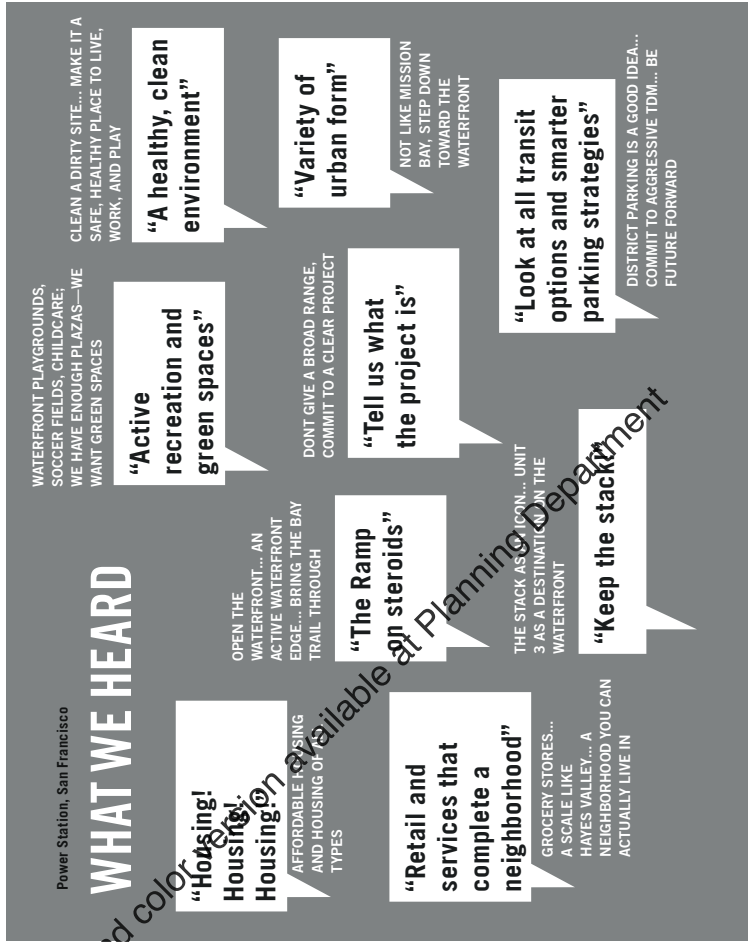 Power Station, San Francisco
WHAT WE HEARD
“Housing!
Housing!
Housing!”
AFFORDABLE HOUSING
AND HOUSING OF ALL
TYPES
“Retail and
services that
complete a
neighborhood”
GROCERY STORES...
A SCALE LIKE
HAYES VALLEY... A
NEIGHBORHOOD YOU CAN
ACTUALLY LIVE IN
OPEN THE
WATERFRONT... AN
ACTIVE WATERFRONT
EDGE... BRING THE BAY
TRAIL THROUGH
“The Ramp
on steroids”
THE STACK AS AN ICON... UNIT
3 AS A DESTINATION ON THE
WATERFRONT
“Keep the stack!”
WATERFRONT PLAYGROUNDS,
SOCCER FIELDS, CHILDCARE;
WE HAVE ENOUGH PLAZAS—WE
WANT GREEN SPACES
“Active
recreation and
green spaces”
DONT GIVE A BROAD RANGE,
COMMIT TO A CLEAR PROJECT
“Tell us what
the project is”
CLEAN A DIRTY SITE... MAKE IT A
SAFE, HEALTHY PLACE TO LIVE,
WORK, AND PLAY
“A healthy, clean
environment”
“Variety of
urban form”
NOT LIKE MISSION
BAY, STEP DOWN
TOWARD THE
WATERFRONT
“Look at all transit
options and smarter
parking strategies”
DISTRICT PARKING IS A GOOD IDEA...
COMMIT TO AGGRESSIVE TDM... BE
FUTURE FORWARD
color version available at Planning Department